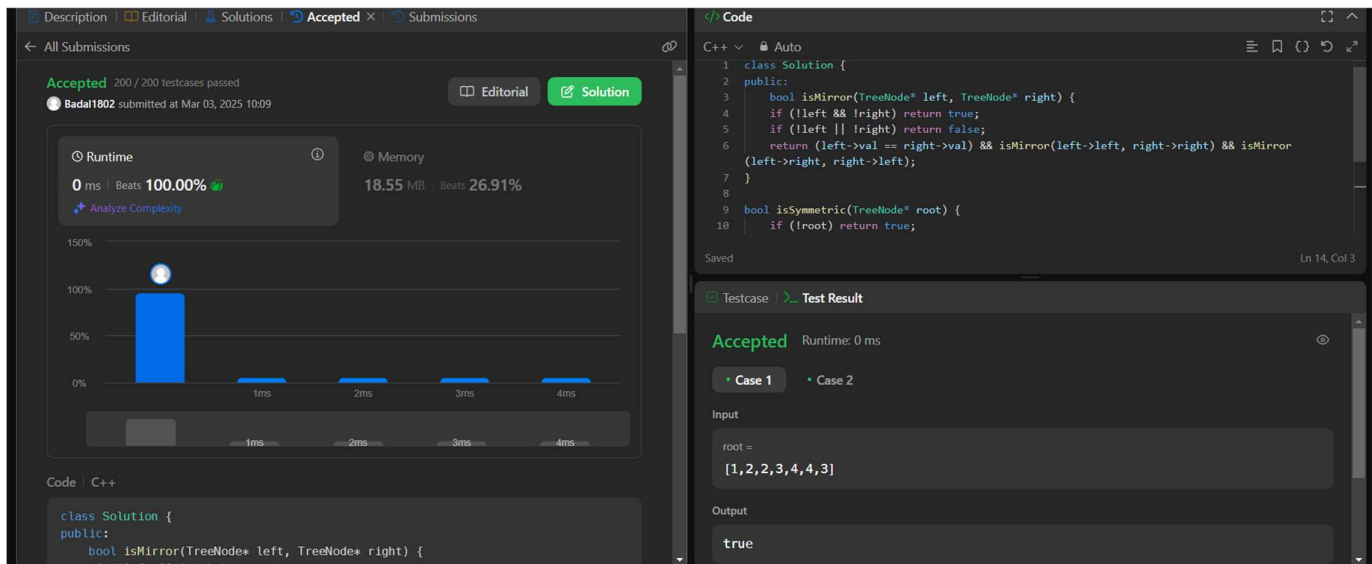 Description | Editorial | Solutions | Accepted × | Submissions
← All Submissions
Accepted 200 / 200 testcases passed
Badal1802 submitted at Mar 03, 2025 10:09
Editorial
Solution
Runtime
0 ms | Beats 100.00%
Analyze Complexity
Memory
18.55 MB | Beats 26.91%
150%
100%
50%
0%
1ms 2ms 3ms 4ms
1ms 2ms 3ms 4ms
Code | C++
class Solution {
public:
    bool isMirror(TreeNode* left, TreeNode* right) {
</> Code
C++ Auto
1 class Solution {
2 public:
3     bool isMirror(TreeNode* left, TreeNode* right) {
4     if (!left && !right) return true;
5     if (!left || !right) return false;
6     return (left->val == right->val) && isMirror(left->left, right->right) && isMirror
(left->right, right->left);
7 }
8
9 bool isSymmetric(TreeNode* root) {
10     if (!root) return true;
Saved
Ln 14, Col 3
Testcase | >_ Test Result
Accepted Runtime: 0 ms
• Case 1 • Case 2
Input
root =
[1,2,2,3,4,4,3]
Output
true